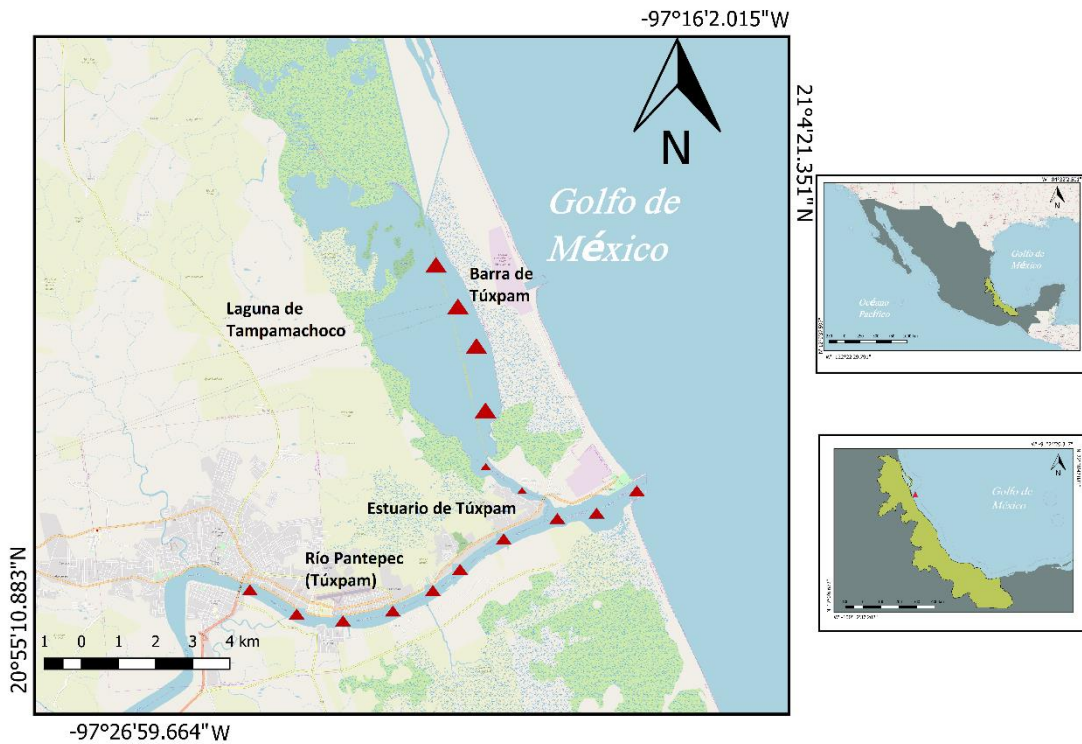 -97°16'2.015"W
21°4'21.351"N
N
Golfo de
México
Barra de
Túxpam
Laguna de
Tampamachoco
Estuario de Túxpam
Río Pantepec
(Túxpam)
1 0 1 2 3 4 km
20°55'10.883"N
-97°26'59.664"W
N
Golfo de
México
Océano
Pacífico
N
Golfo de
México